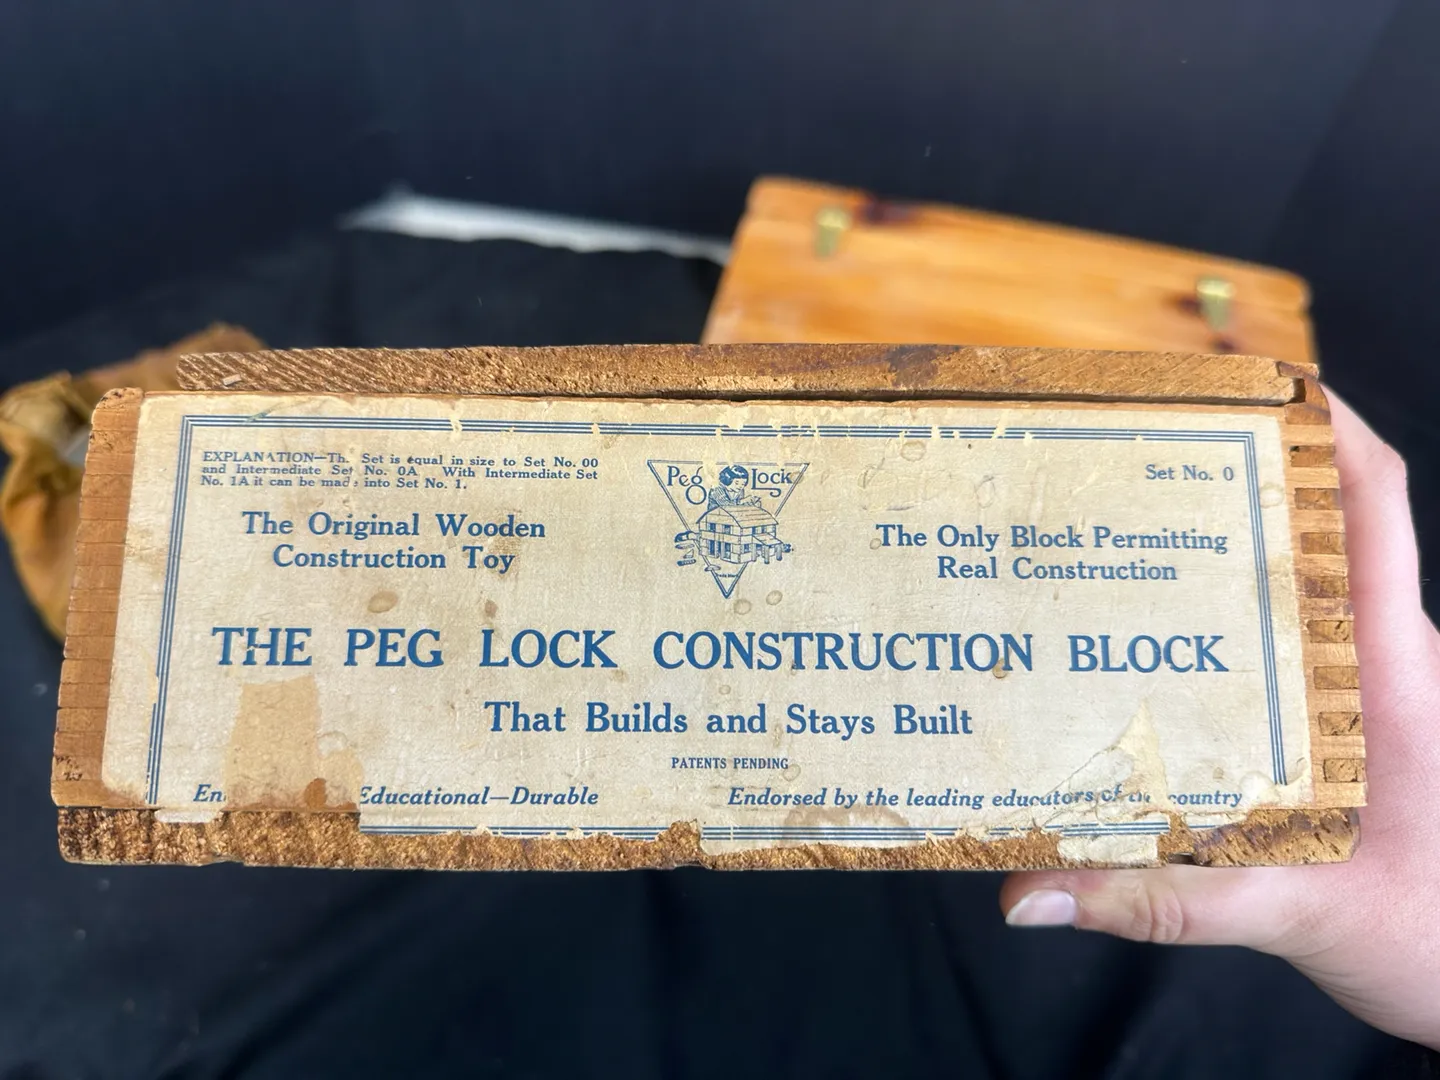 EXPLANATION—Th. Set is equal in size to Set No. 00
and Intermediate Set No. 0A. With Intermediate Set
No. 1A it can be made into Set No. 1.
Peg Lock
Set No. 0
The Original Wooden
Construction Toy
The Only Block Permitting
Real Construction
THE PEG LOCK CONSTRUCTION BLOCK
That Builds and Stays Built
PATENTS PENDING
Educational—Durable
Endorsed by the leading educators of country